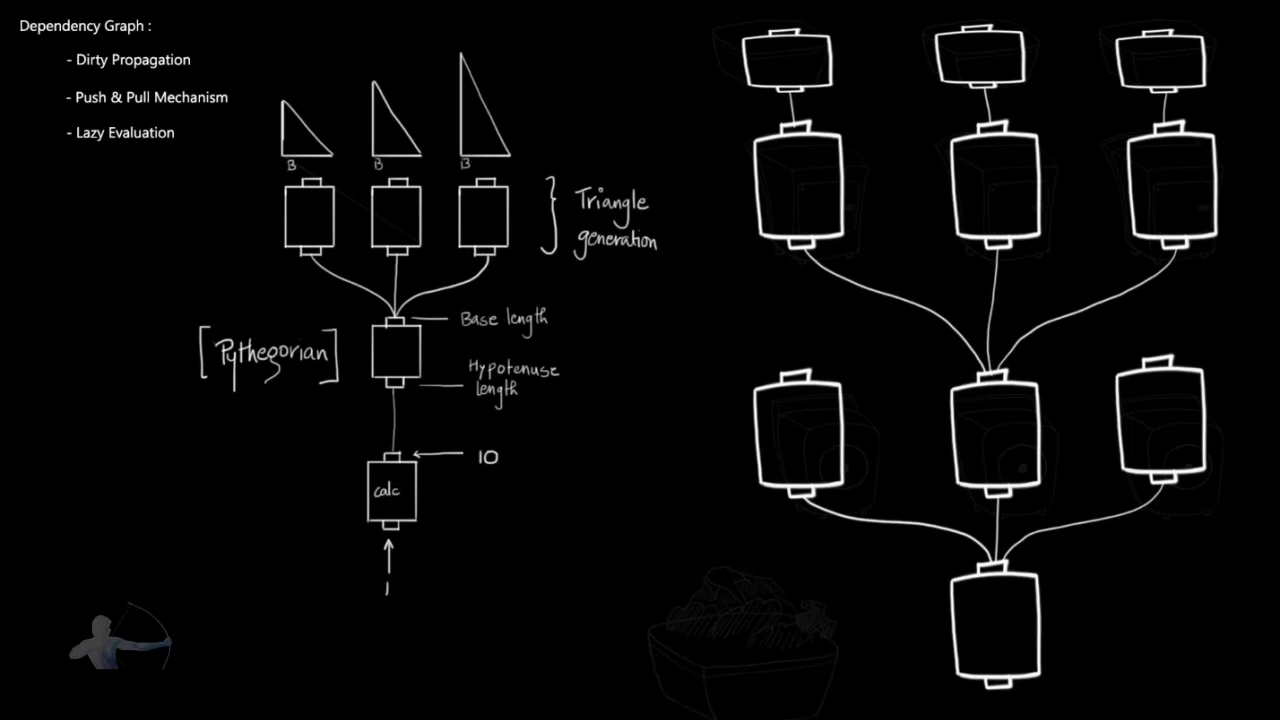 Dependency Graph :
- Dirty Propagation
- Push & Pull Mechanism
- Lazy Evaluation
B
B
B
Triangle
generation
Base length
[Pythegorian]
Hypotenuse
length
10
calc
1